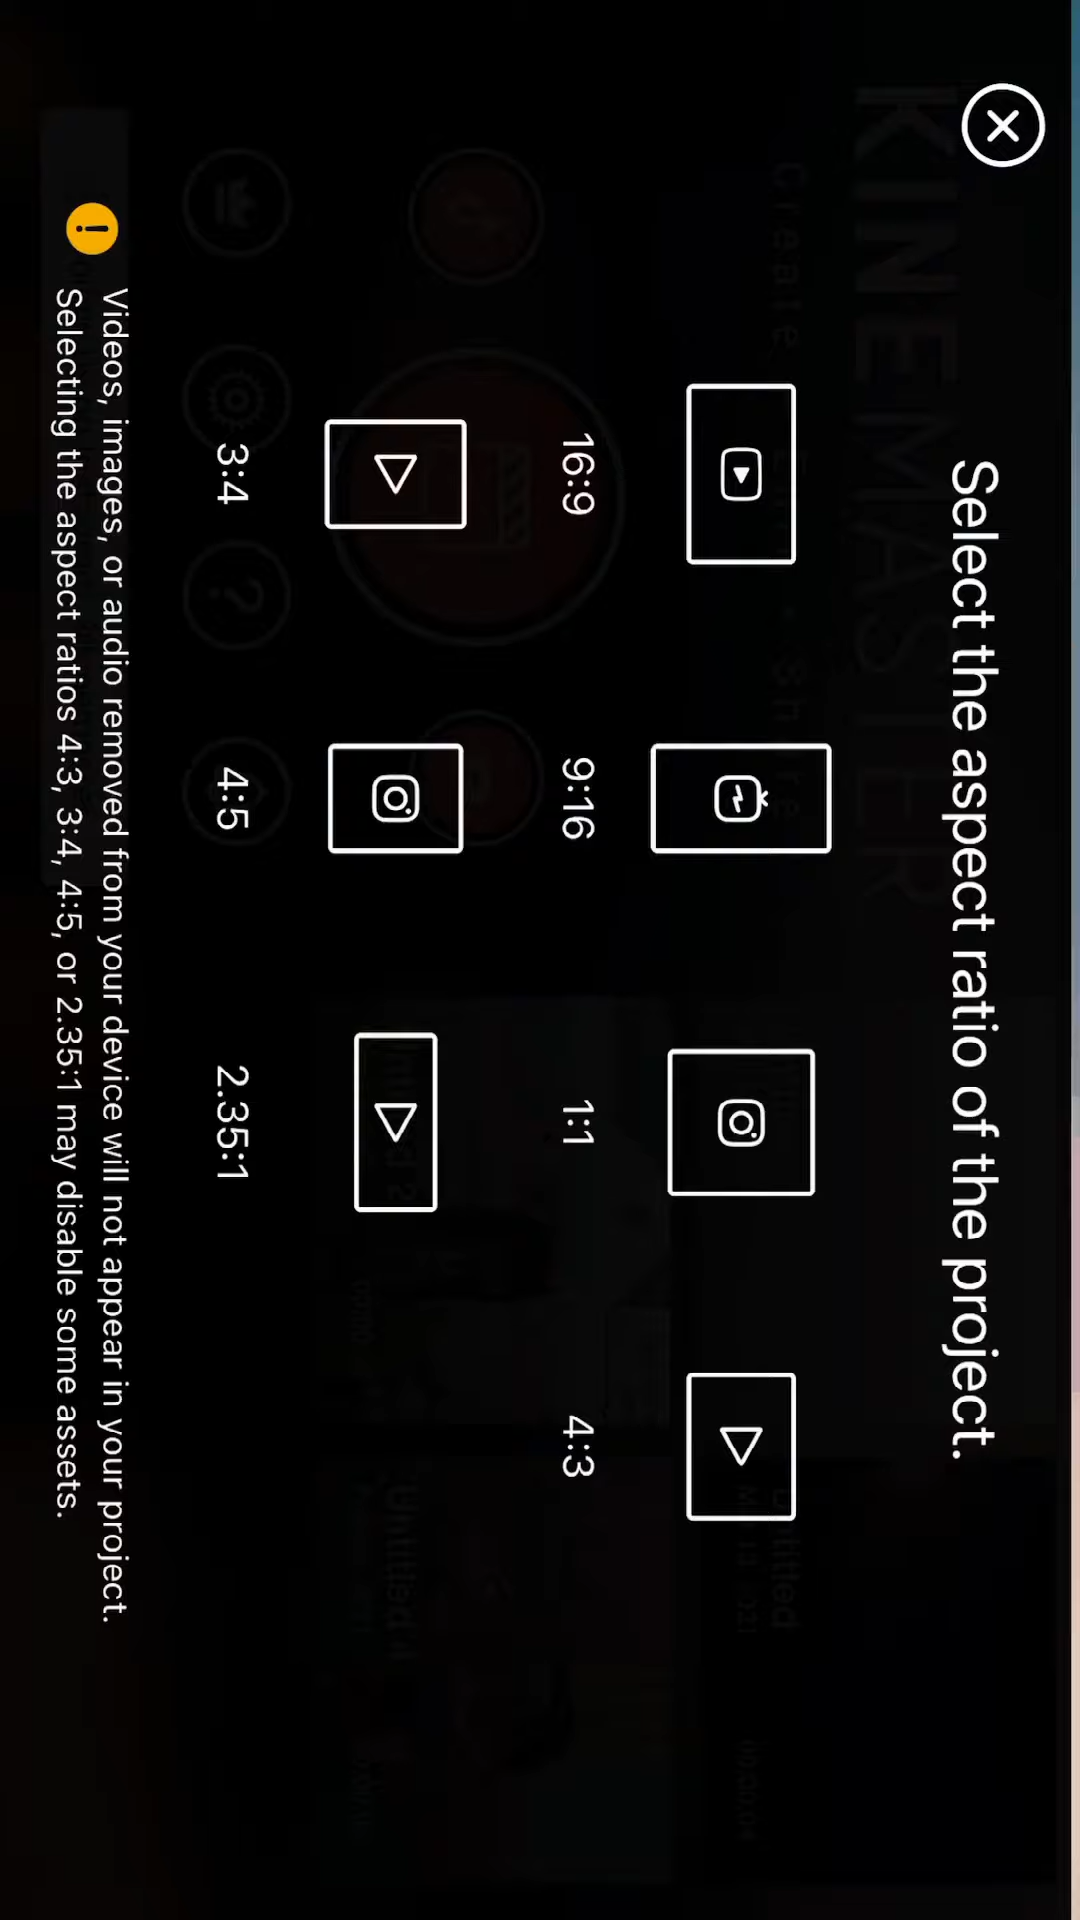 KINEMASTER
Select the aspect ratio of the project.
16:9
9:16
1:1
4:3
3:4
4:5
2.35:1
Videos, images, or audio removed from your device will not appear in your project.
Selecting the aspect ratios 4:3, 3:4, 4:5, or 2.35:1 may disable some assets.